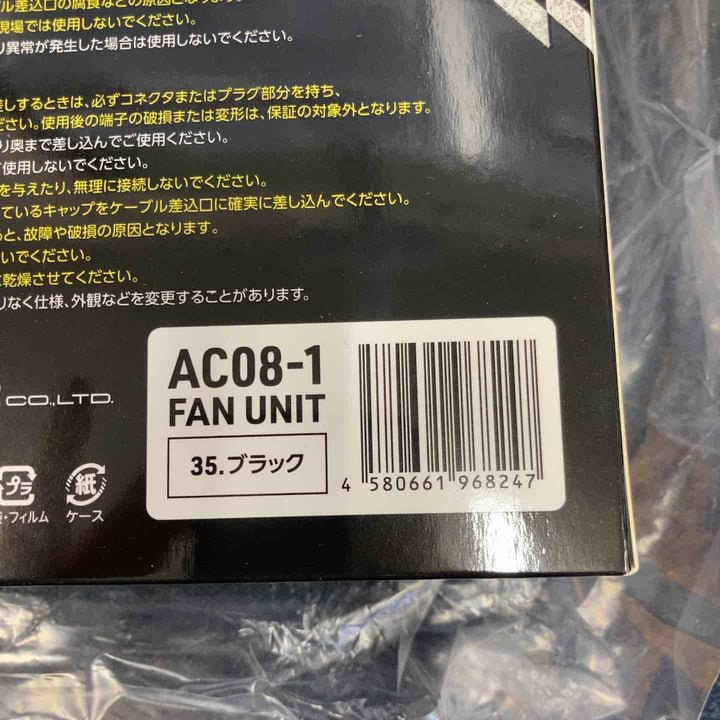 ブル差込口の腐食などの原因となります。
現場では使用しないでください。
り異常が発生した場合は使用しないでください。
差しするときは、必ずコネクタまたはプラグ部分を持ち、
ださい。使用後の端子の破損または変形は、保証の対象外となります。
り奥まで差し込んでご使用ください。
使用しないでください。
を与えたり、無理に接続しないでください。
ているキャップをケーブル差込口に確実に差し込んでください。
ると、故障や破損の原因となります。
いでください。
乾燥させてください。
りなく仕様、外観などを変更することがあります。
CO.,LTD.
AC08-1
FAN UNIT
35.ブラック
4 580661 968247
プラ
紙
・フィルム
ケース